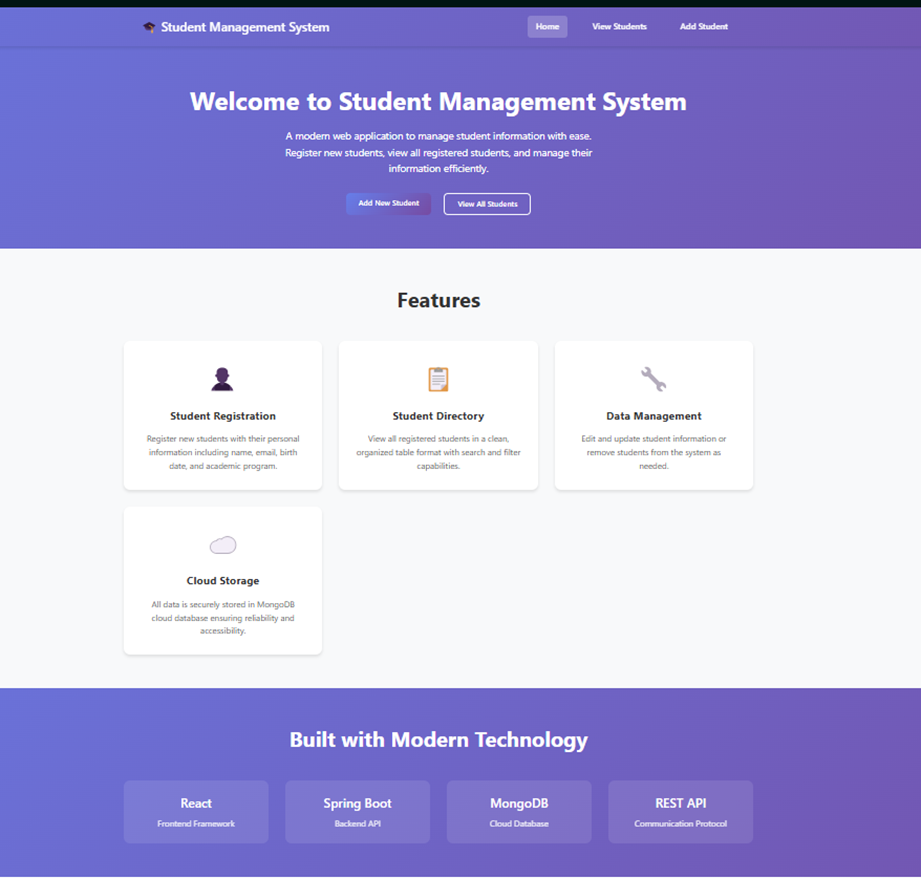 Student Management System
Home
View Students
Add Student
Welcome to Student Management System
A modern web application to manage student information with ease.
Register new students, view all registered students, and manage their
information efficiently.
Add New Student
View All Students
Features
Student Registration
Register new students with their personal
information including name, email, birth
date, and academic program.
Student Directory
View all registered students in a clean,
organized table format with search and filter
capabilities.
Data Management
Edit and update student information or
remove students from the system as
needed.
Cloud Storage
All data is securely stored in MongoDB
cloud database ensuring reliability and
accessibility.
Built with Modern Technology
React
Frontend Framework
Spring Boot
Backend API
MongoDB
Cloud Database
REST API
Communication Protocol